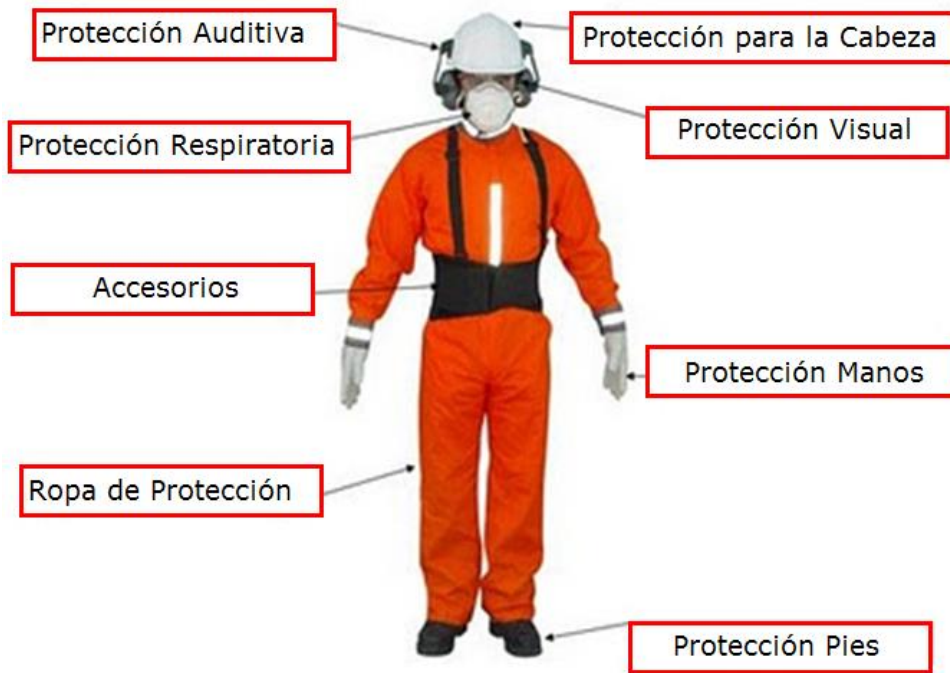 Protección Auditiva
Protección para la Cabeza
Protección Respiratoria
Protección Visual
Accesorios
Protección Manos
Ropa de Protección
Protección Pies